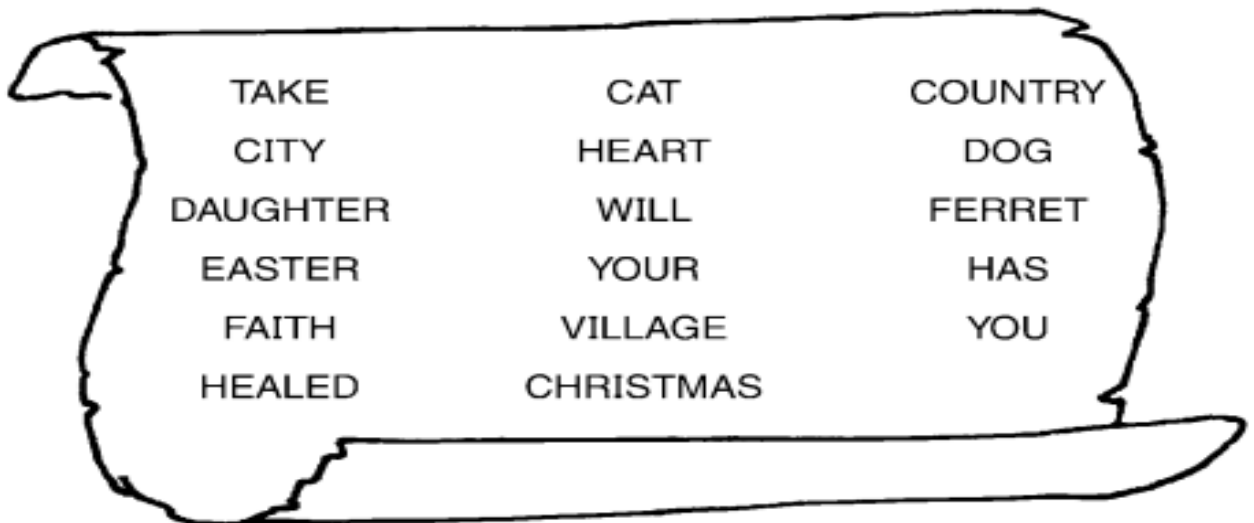 TAKE CAT COUNTRY
CITY HEART DOG
DAUGHTER WILL FERRET
EASTER YOUR HAS
FAITH VILLAGE YOU
HEALED CHRISTMAS